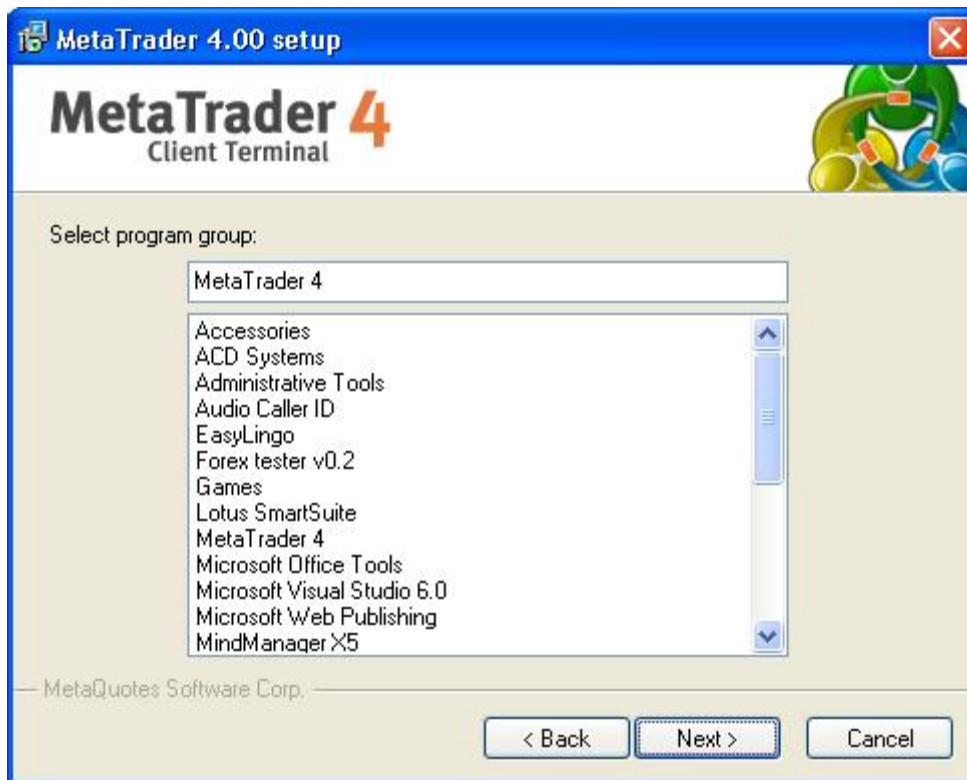 MetaTrader 4.00 setup
MetaTrader 4
Client Terminal
Select program group:
MetaTrader 4
Accessories
ACD Systems
Administrative Tools
Audio Caller ID
EasyLingo
Forex tester v0.2
Games
Lotus SmartSuite
MetaTrader 4
Microsoft Office Tools
Microsoft Visual Studio 6.0
Microsoft Web Publishing
MindManager X5
MetaQuotes Software Corp.
< Back Next > Cancel